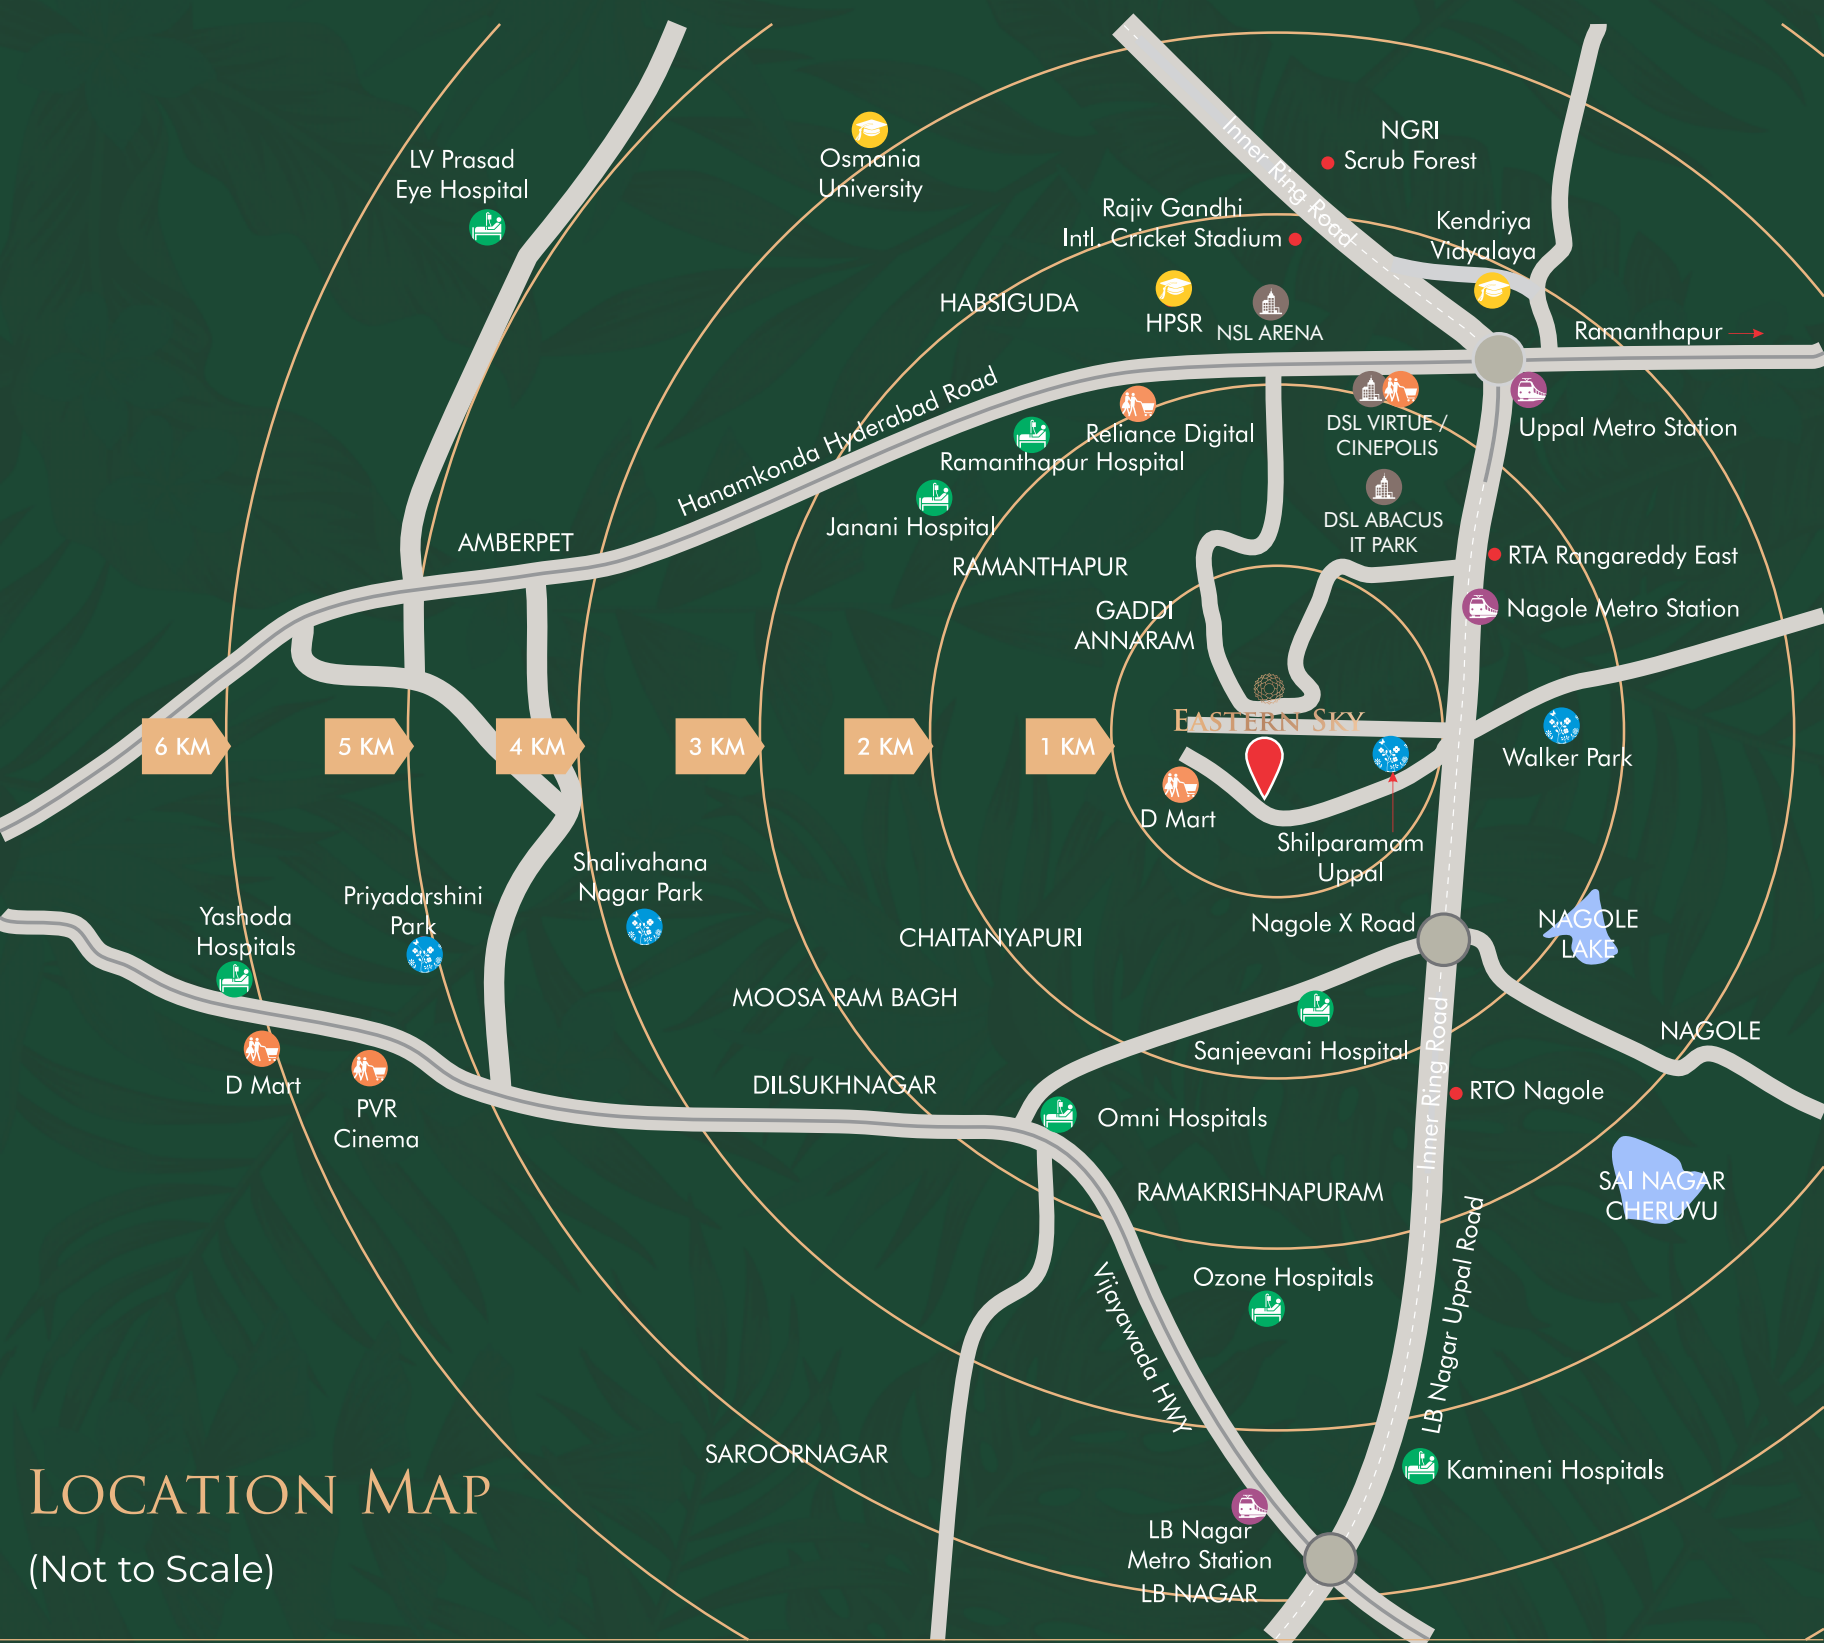 NGRI
Scrub Forest
Inner Ring Road
LV Prasad
Eye Hospital
Osmania
University
Rajiv Gandhi
Intl. Cricket Stadium
Kendriya
Vidyalaya
HABSIGUDA
HPSR
NSL ARENA
Ramanthapur
Hanamkonda Hyderabad Road
Reliance Digital
Ramanthapur Hospital
DSL VIRTUE /
CINEPOLIS
Uppal Metro Station
Janani Hospital
DSL ABACUS
IT PARK
AMBERPET
RAMANTHAPUR
RTA Rangareddy East
GADDI
ANNARAM
Nagole Metro Station
EASTERN SKY
6 KM
5 KM
4 KM
3 KM
2 KM
1 KM
Walker Park
D Mart
Shilparamam
Uppal
Shalivahana
Nagar Park
Priyadarshini
Park
Yashoda
Hospitals
Nagole X Road
NAGOLE
LAKE
CHAITANYAPURI
MOOSA RAM BAGH
Inner Ring Road
NAGOLE
Sanjeevani Hospital
D Mart
PVR
Cinema
DILSUKHNAGAR
RTO Nagole
Omni Hospitals
RAMAKRISHNAPURAM
SAI NAGAR
CHERUVU
Ozone Hospitals
Vijayawada HWY
LB Nagar Uppal Road
SAROORNAGAR
Kamineni Hospitals
LB Nagar
Metro Station
LB NAGAR
LOCATION MAP
(Not to Scale)